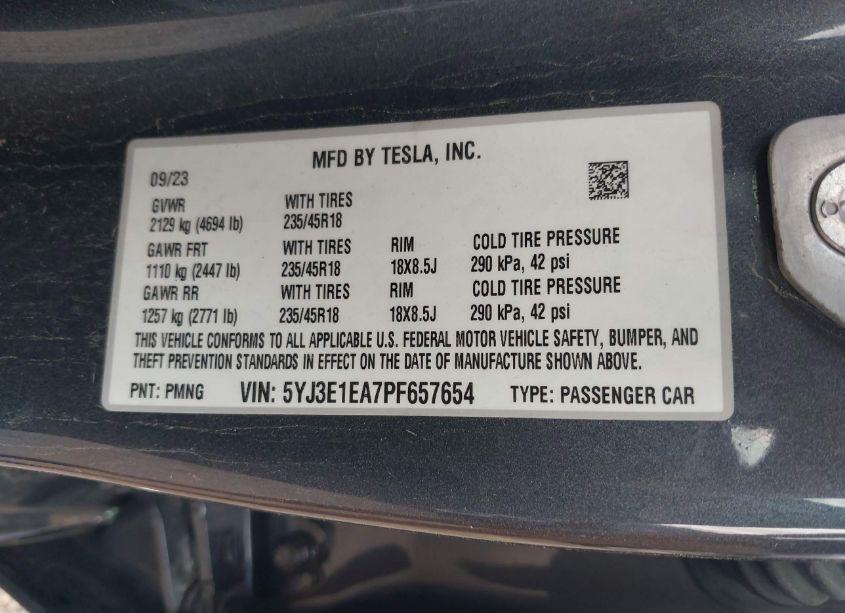 MFD BY TESLA, INC.
09/23
GVWR WITH TIRES
2129 kg (4694 lb) 235/45R18
GAWR FRT WITH TIRES RIM COLD TIRE PRESSURE
1110 kg (2447 lb) 235/45R18 18X8.5J 290 kPa, 42 psi
GAWR RR WITH TIRES RIM COLD TIRE PRESSURE
1257 kg (2771 lb) 235/45R18 18X8.5J 290 kPa, 42 psi
THIS VEHICLE CONFORMS TO ALL APPLICABLE U.S. FEDERAL MOTOR VEHICLE SAFETY, BUMPER, AND
THEFT PREVENTION STANDARDS IN EFFECT ON THE DATE OF MANUFACTURE SHOWN ABOVE.
PNT: PMNG VIN: 5YJ3E1EA7PF657654 TYPE: PASSENGER CAR